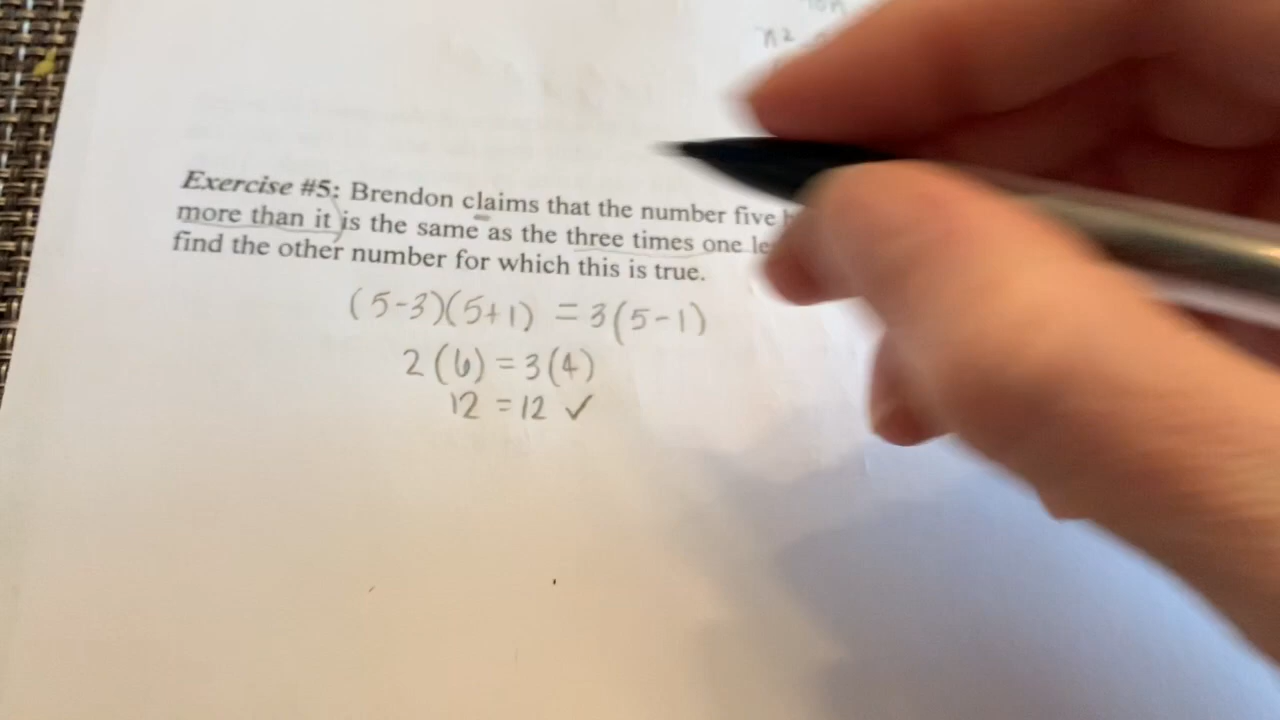 n²
Exercise #5: Brendon claims that the number five
more than it is the same as the three times one
find the other number for which this is true.
(5-3)(5+1) = 3(5-1)
2(6) = 3(4)
12 = 12 ✓